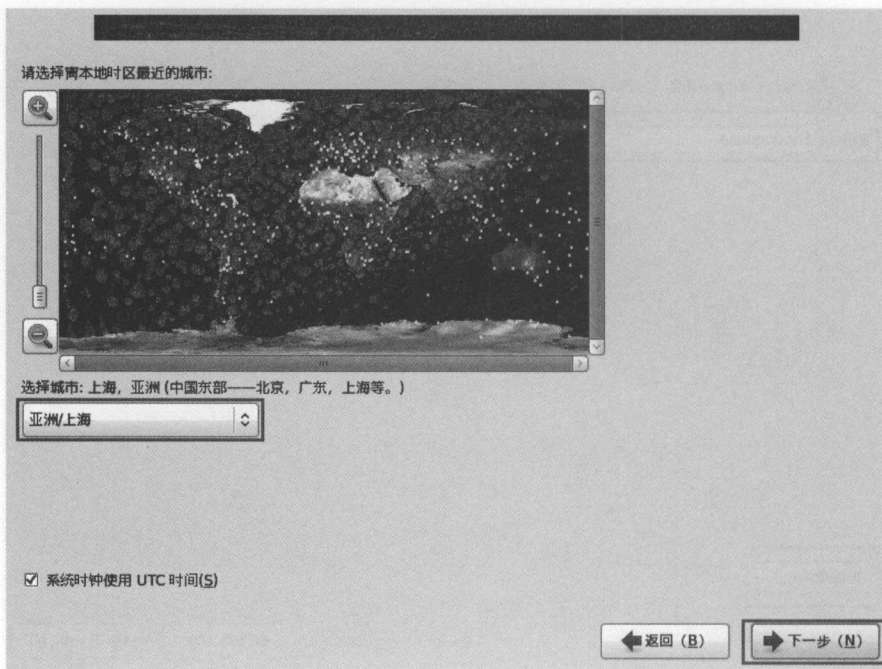 请选择离本地时区最近的城市:
选择城市: 上海, 亚洲 (中国东部——北京, 广东, 上海等。)
亚洲/上海
系统时钟使用 UTC 时间(S)
返回 (B)
下一步 (N)